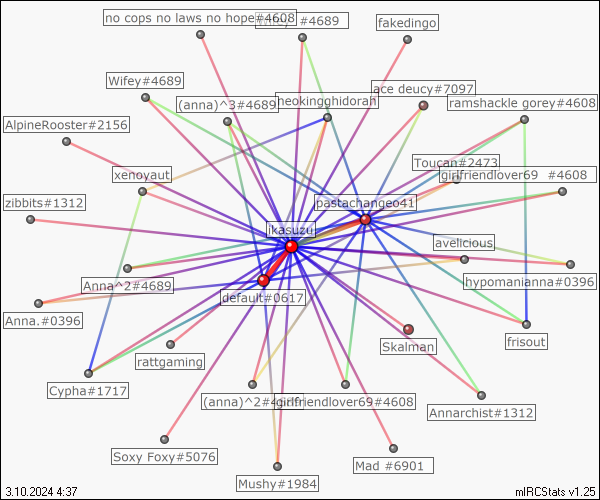 no cops no laws no hope#4608
#4689
fakedingo
Wifey#4689
(anna)^3#4689
neokingghidorah
ace deucy#7097
ramshackle gorey#4608
AlpineRooster#2156
Toucan#2473
xenoyaut
girlfriendlover69 #4608
zibbits#1312
pastachangeo41
ikasuzu
avelicious
Anna^2#4689
hypomanianna#0396
default#0617
Anna.#0396
frisout
Skalman
rattgaming
Cypha#1717
(anna)^2#
girlfriendlover69#4608
Annarchist#1312
Soxy Foxy#5076
Mad #6901
Mushy#1984
3.10.2024 4:37
mIRCStats v1.25